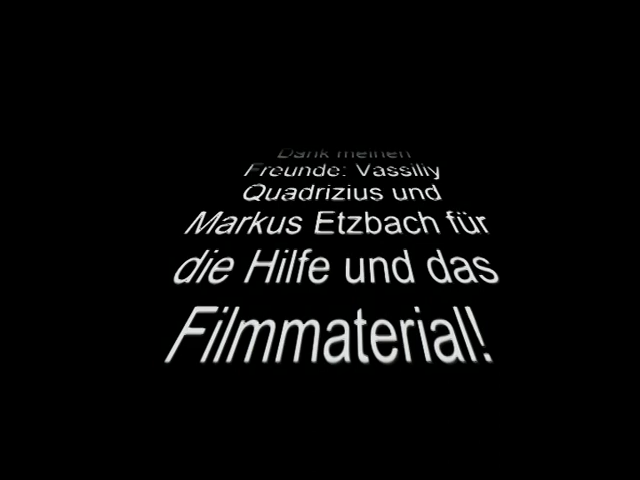 Dank meinen
Freunde: Vassiliy
Quadrizius und
Markus Etzbach für
die Hilfe und das
Filmmaterial!